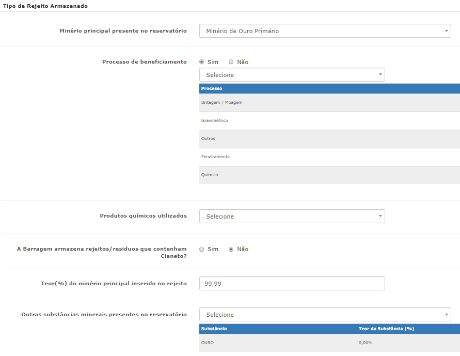 Tipo de Rejeito Armazenado
Minério principal presente no reservatório
Minério de Ouro Primário
Processo de beneficiamento
Sim Não
Selecione
Processo
Britagem / Moagem
Gravimétrico
Outros
Peneiramento
Químico
Produtos químicos utilizados
Selecione
A Barragem armazena rejeitos/resíduos que contenham
Cianeto?
Sim Não
Teor(%) do minério principal inserido no rejeito
99,99
Outras substâncias minerais presentes no reservatório
Selecione
Substância Teor da Substância (%)
OURO 0,00%